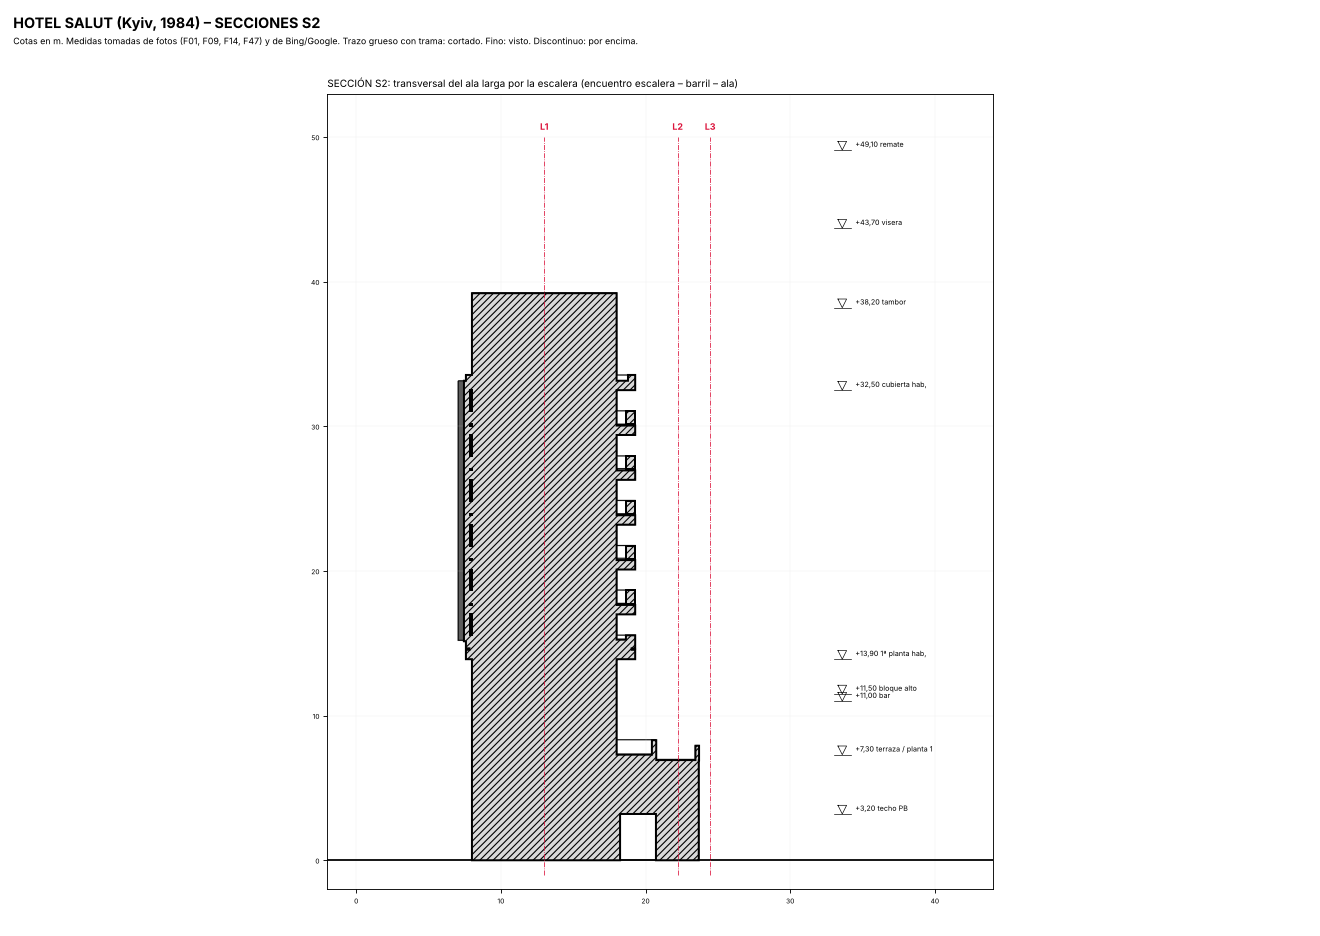 HOTEL SALUT (Kyiv, 1984) – SECCIONES S2
Cotas en m. Medidas tomadas de fotos (F01, F09, F14, F47) y de Bing/Google. Trazo grueso con trama: cortado. Fino: visto. Discontinuo: por encima.
SECCIÓN S2: transversal del ala larga por la escalera (encuentro escalera – barril – ala)
L1 L2 L3
50
+49,10 remate
+43,70 visera
40
+38,20 tambor
+32,50 cubierta hab,
30
20
+13,90 1ª planta hab,
+11,50 bloque alto
+11,00 bar
10
+7,30 terraza / planta 1
+3,20 techo PB
0
0 10 20 30 40